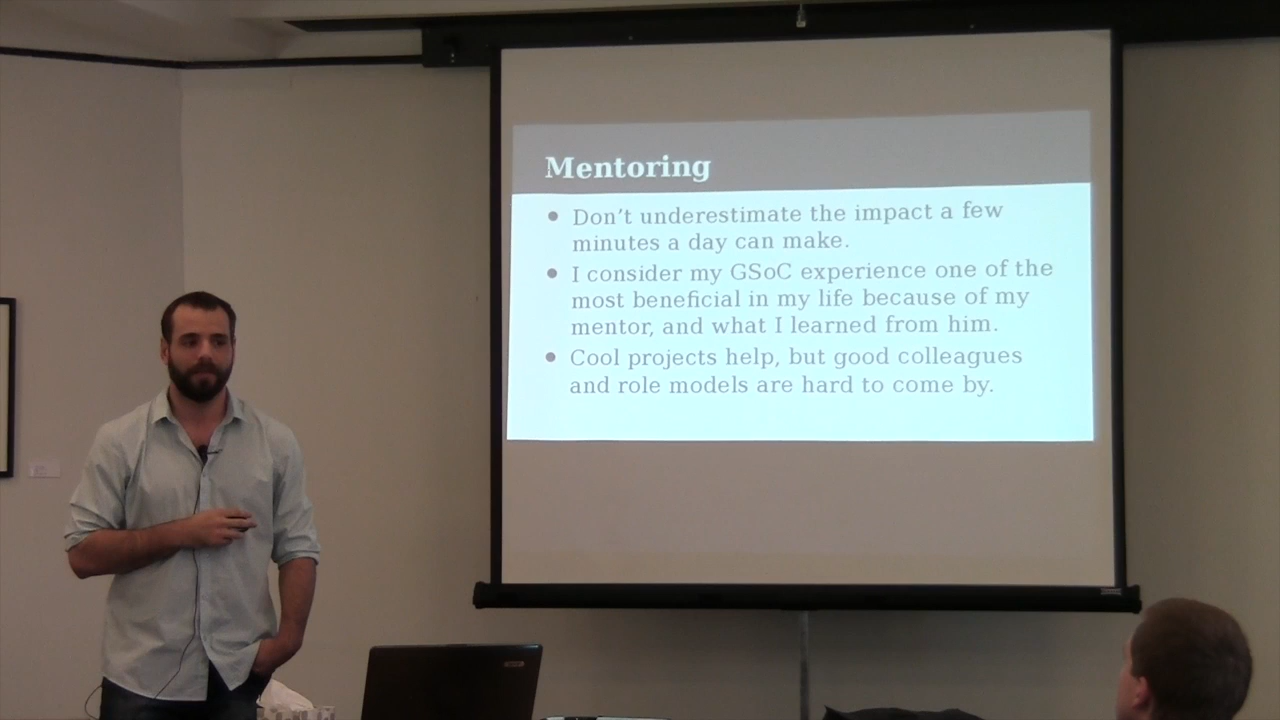 Mentoring
• Don't underestimate the impact a few
minutes a day can make.
• I consider my GSoC experience one of the
most beneficial in my life because of my
mentor, and what I learned from him.
• Cool projects help, but good colleagues
and role models are hard to come by.